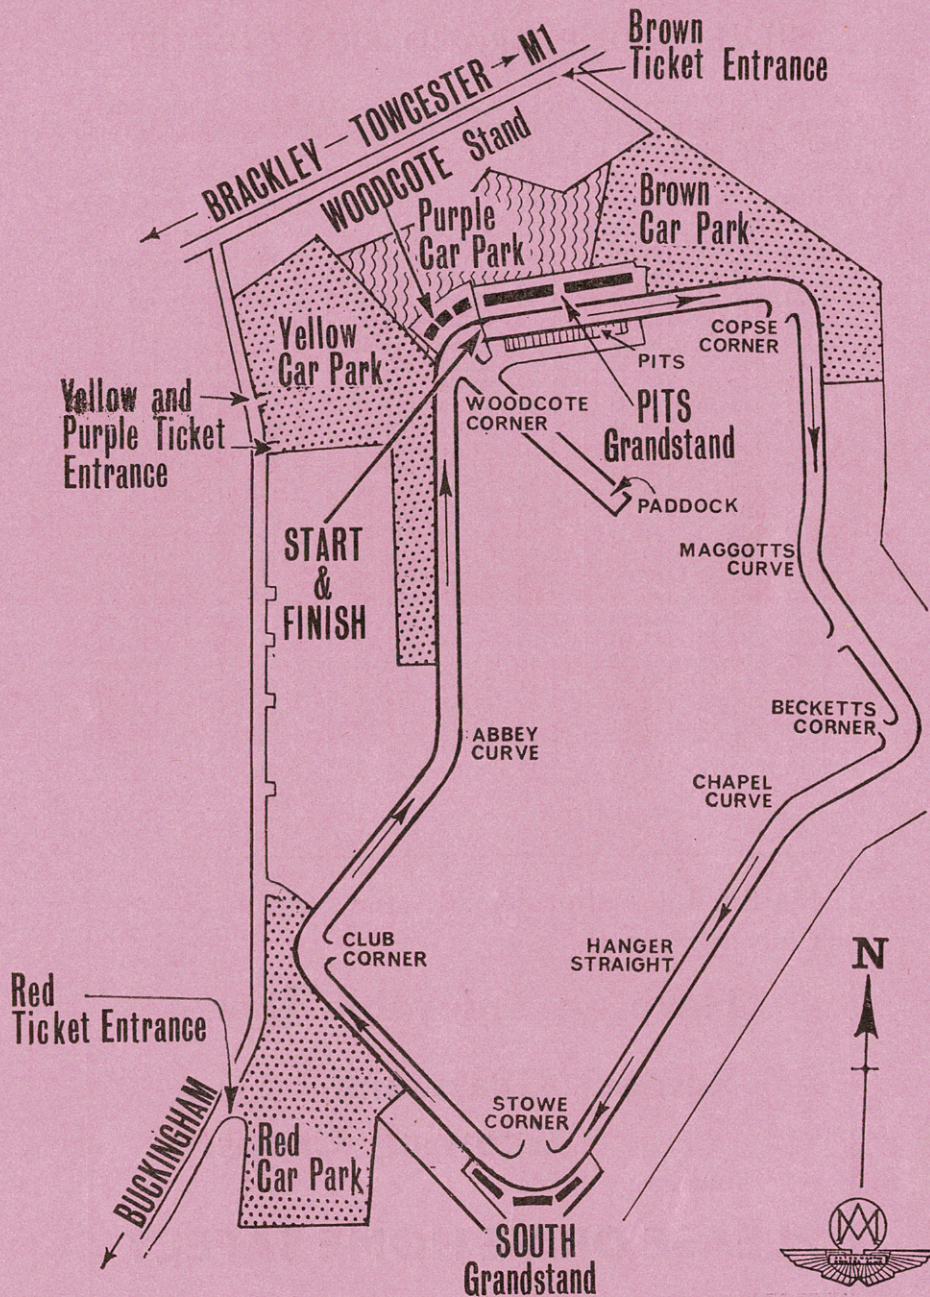 Brown
Ticket Entrance
BRACKLEY — TOWCESTER → M1
WOODCOTE Stand
Purple
Car Park
Brown
Car Park
Yellow
Car Park
COPSE
CORNER
PITS
Yellow and
Purple Ticket
Entrance
WOODCOTE
CORNER
PITS
Grandstand
PADDOCK
START
&
FINISH
MAGGOTTS
CURVE
BECKETTS
CORNER
ABBEY
CURVE
CHAPEL
CURVE
CLUB
CORNER
HANGER
STRAIGHT
N
Red
Ticket Entrance
STOWE
CORNER
BUCKINGHAM
Red
Car Park
SOUTH
Grandstand